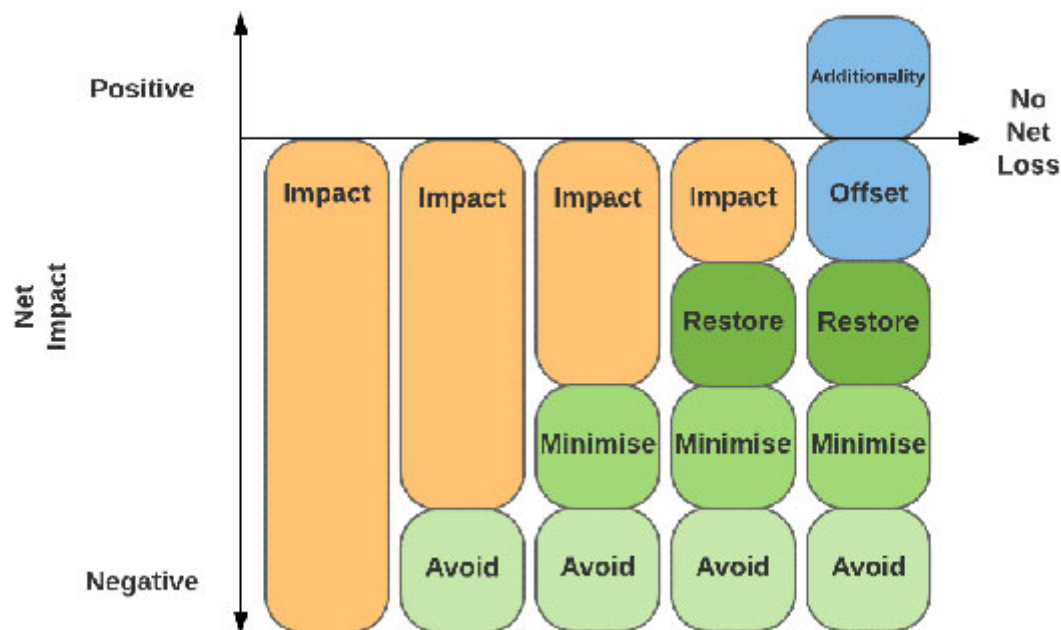 Additionality
Positive
No
Net
Loss
Impact
Impact
Impact
Impact
Offset
Net
Impact
Restore
Restore
Minimise
Minimise
Minimise
Negative
Avoid
Avoid
Avoid
Avoid